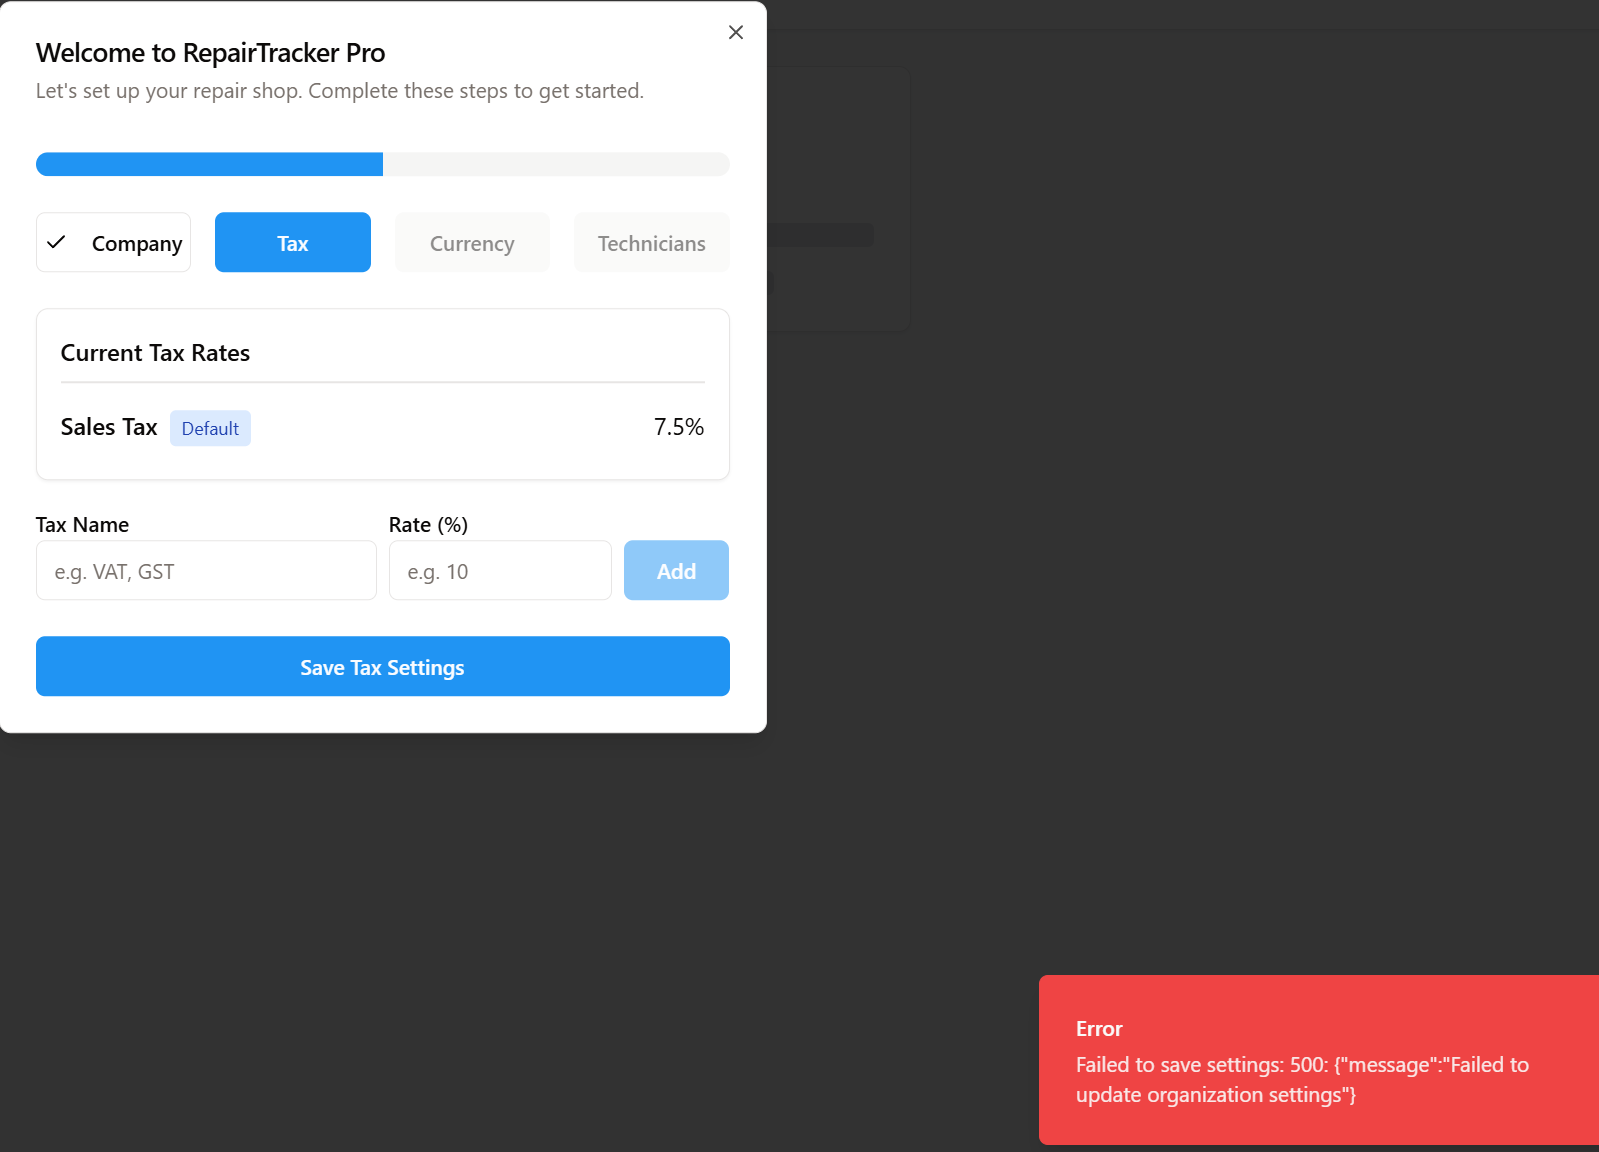 Welcome to RepairTracker Pro
Let's set up your repair shop. Complete these steps to get started.
Company
Tax
Currency
Technicians
Current Tax Rates
Sales Tax Default 7.5%
Tax Name
Rate (%)
e.g. VAT, GST
e.g. 10
Add
Save Tax Settings
Error
Failed to save settings: 500: {"message":"Failed to
update organization settings"}